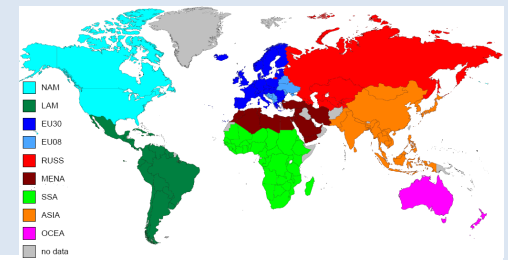 NAM
LAM
EU30
EU08
RUSS
MENA
SSA
ASIA
OCEA
no data